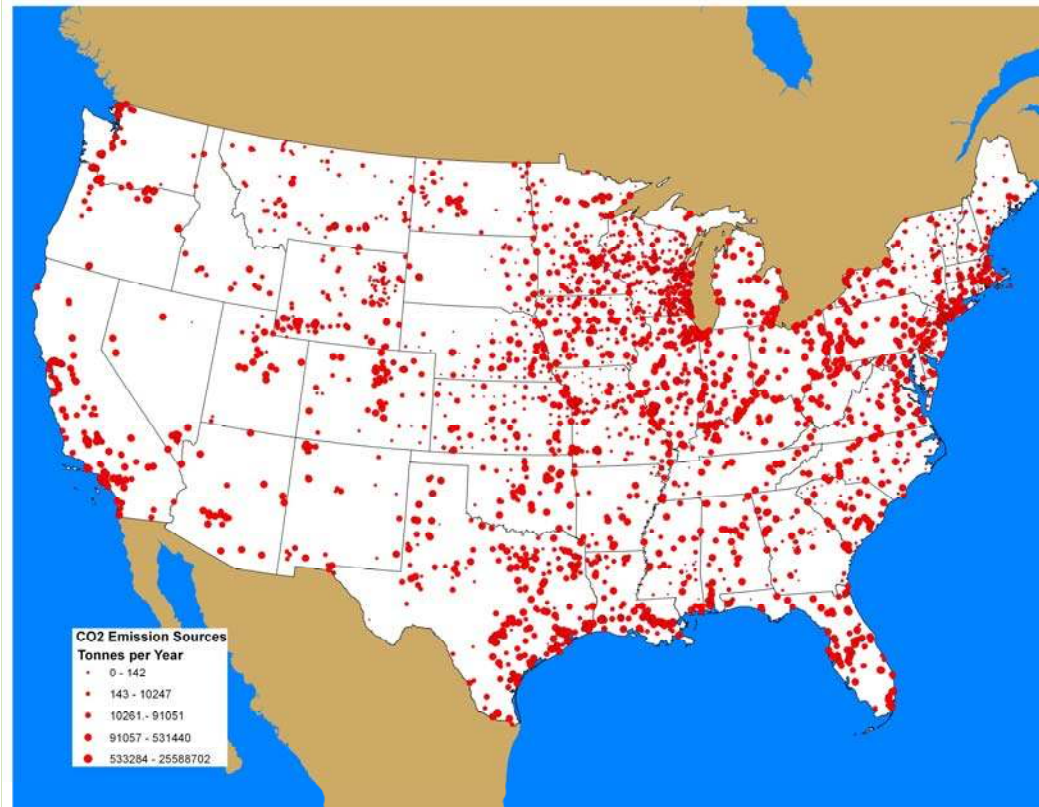 CO2 Emission Sources
Tonnes per Year
0 - 142
143 - 10247
10261.- 91051
91057 - 531440
533284 - 25588702